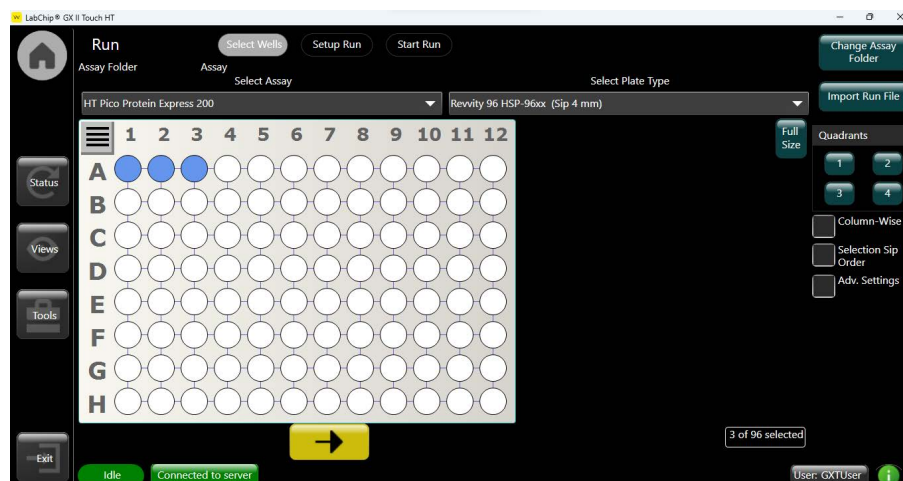 LabChip® GX II Touch HT
Run
Select Wells
Setup Run
Start Run
Change Assay
Folder
Assay Folder
Assay
Select Assay
Select Plate Type
HT Pico Protein Express 200
Revvity 96 HSP-96xx (Sip 4 mm)
Import Run File
1 2 3 4 5 6 7 8 9 10 11 12
Full
Size
Quadrants
A
B
C
D
E
F
G
H
1 2
3 4
Column-Wise
Selection Sip
Order
Adv. Settings
Status
Views
Tools
Exit
3 of 96 selected
Idle
Connected to server
User: GXTUser
i